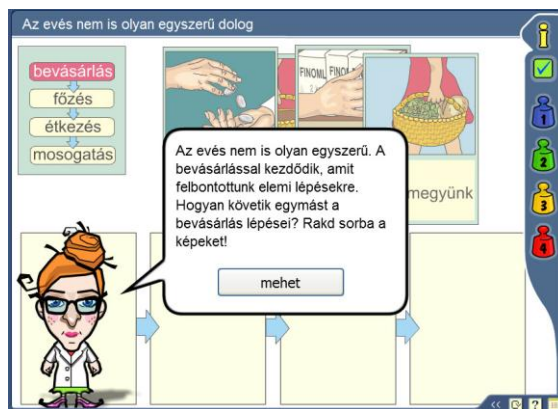 Az evés nem is olyan egyszerű dolog
bevásárlás
főzés
étkezés
mosogatás
FINOML
megyünk
Az evés nem is olyan egyszerű. A
bevásárlással kezdődik, amit
felbontottunk elemi lépésekre.
Hogyan követik egymást a
bevásárlás lépései? Rakd sorba a
képeket!
mehet
1
2
3
4
<< ?